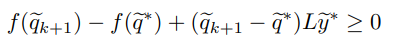 f(q̃ₖ₊₁) − f(q̃*) + (q̃ₖ₊₁ − q̃*)Lỹ* ≥ 0